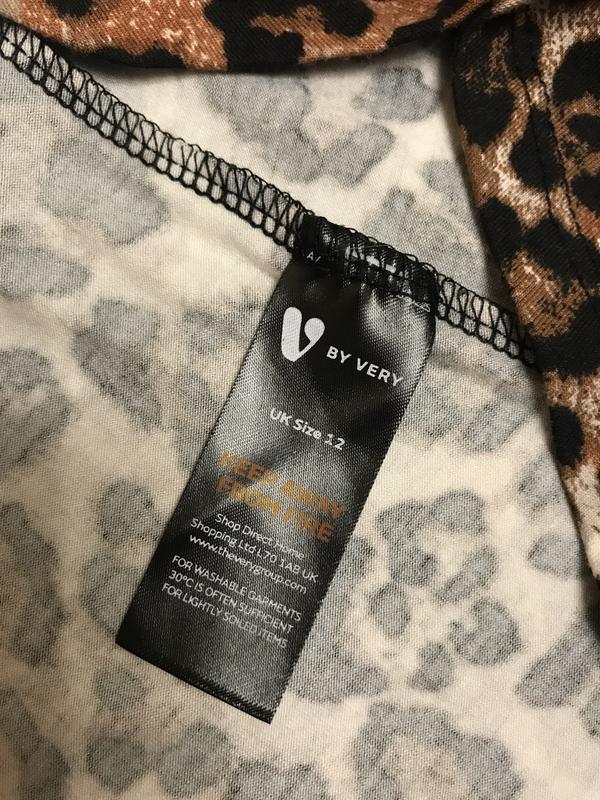 V BY VERY
UK Size 12
KEEP AWAY
FROM FIRE
Shop Direct Home
Shopping Ltd L70 1AB UK
www.theverygroup.com
FOR WASHABLE GARMENTS
30°C IS OFTEN SUFFICIENT
FOR LIGHTLY SOILED ITEMS